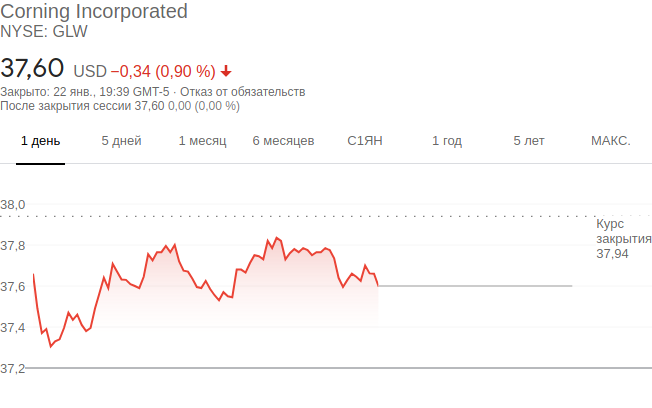 Corning Incorporated
NYSE: GLW
37,60 USD −0,34 (0,90 %)
Закрыто: 22 янв., 19:39 GMT-5 · Отказ от обязательств
После закрытия сессии 37,60 0,00 (0,00 %)
1 день 5 дней 1 месяц 6 месяцев С1ЯН 1 год 5 лет МАКС.
38,0
Курс
37,8
закрытия
37,94
37,6
37,4
37,2